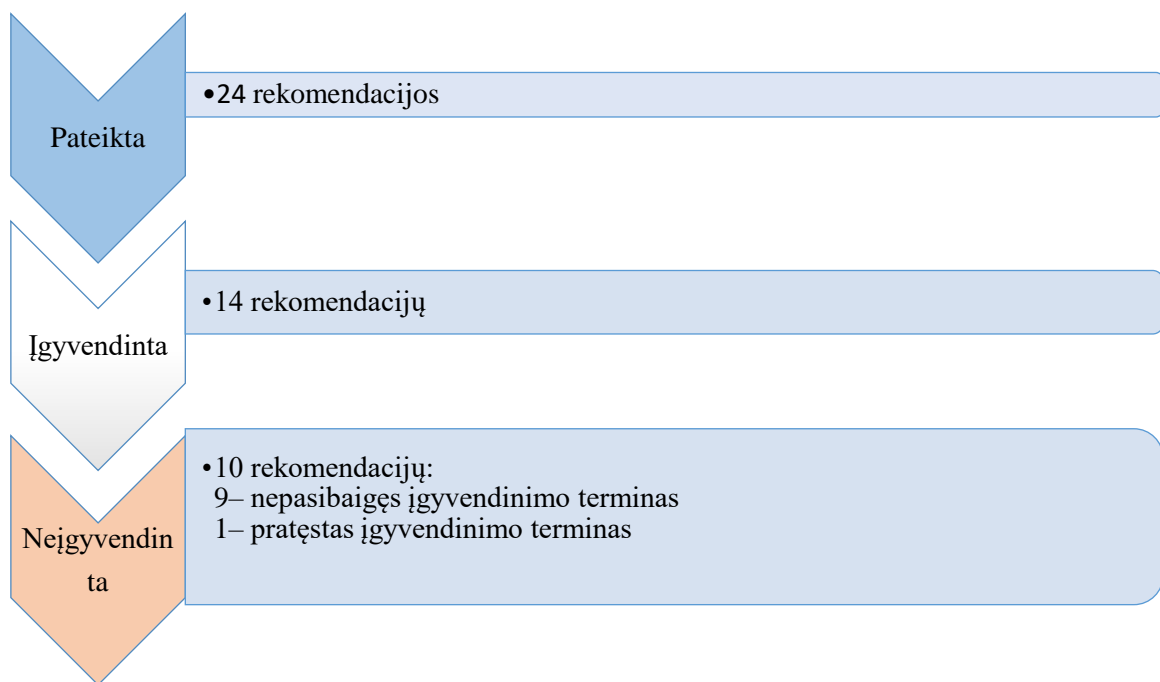 Pateikta
•24 rekomendacijos
Įgyvendinta
•14 rekomendacijų
Neįgyvendin
ta
•10 rekomendacijų:
9– nepasibaigęs įgyvendinimo terminas
1– pratęstas įgyvendinimo terminas